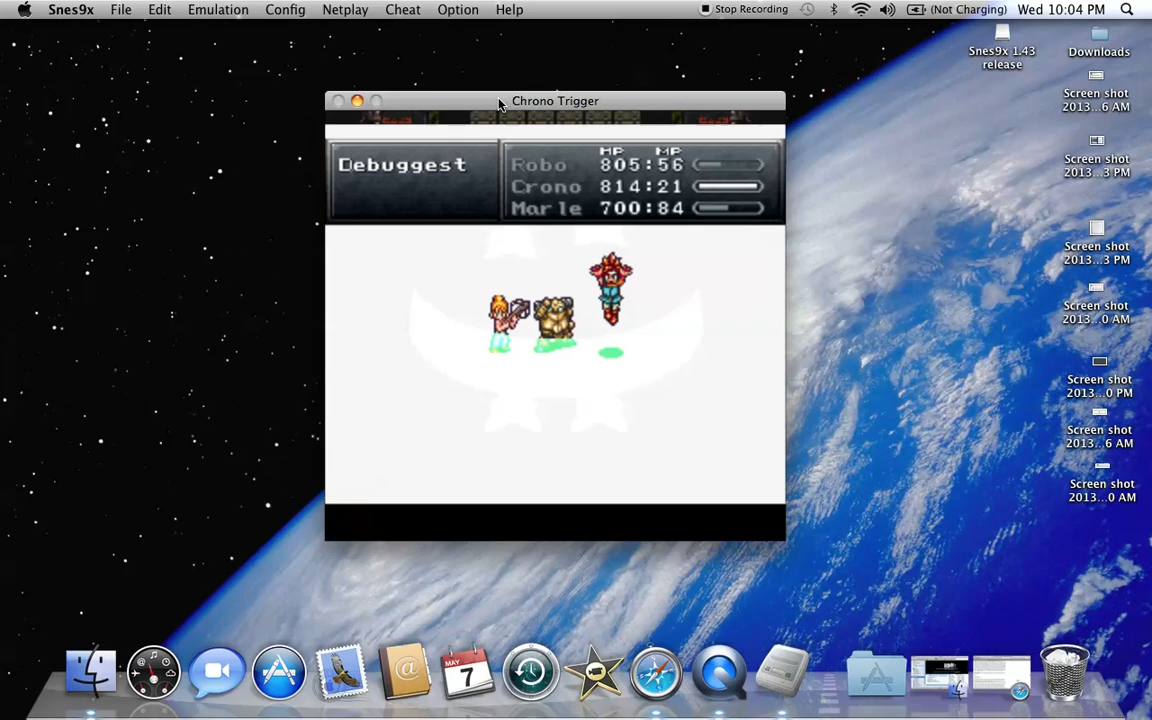 Snes9x File Edit Emulation Config Netplay Cheat Option Help Stop Recording (Not Charging) Wed 10:04 PM
Snes9x 1.43
release
Downloads
Screen shot
2013...6 AM
Screen shot
2013...3 PM
Screen shot
2013...3 PM
Screen shot
2013...0 AM
Screen shot
2013...0 PM
Screen shot
2013...6 AM
Screen shot
2013...0 AM
Chrono Trigger
HP MP
Debuggest Robo 805:56
Crono 814:21
Marle 700:84
MAY
7